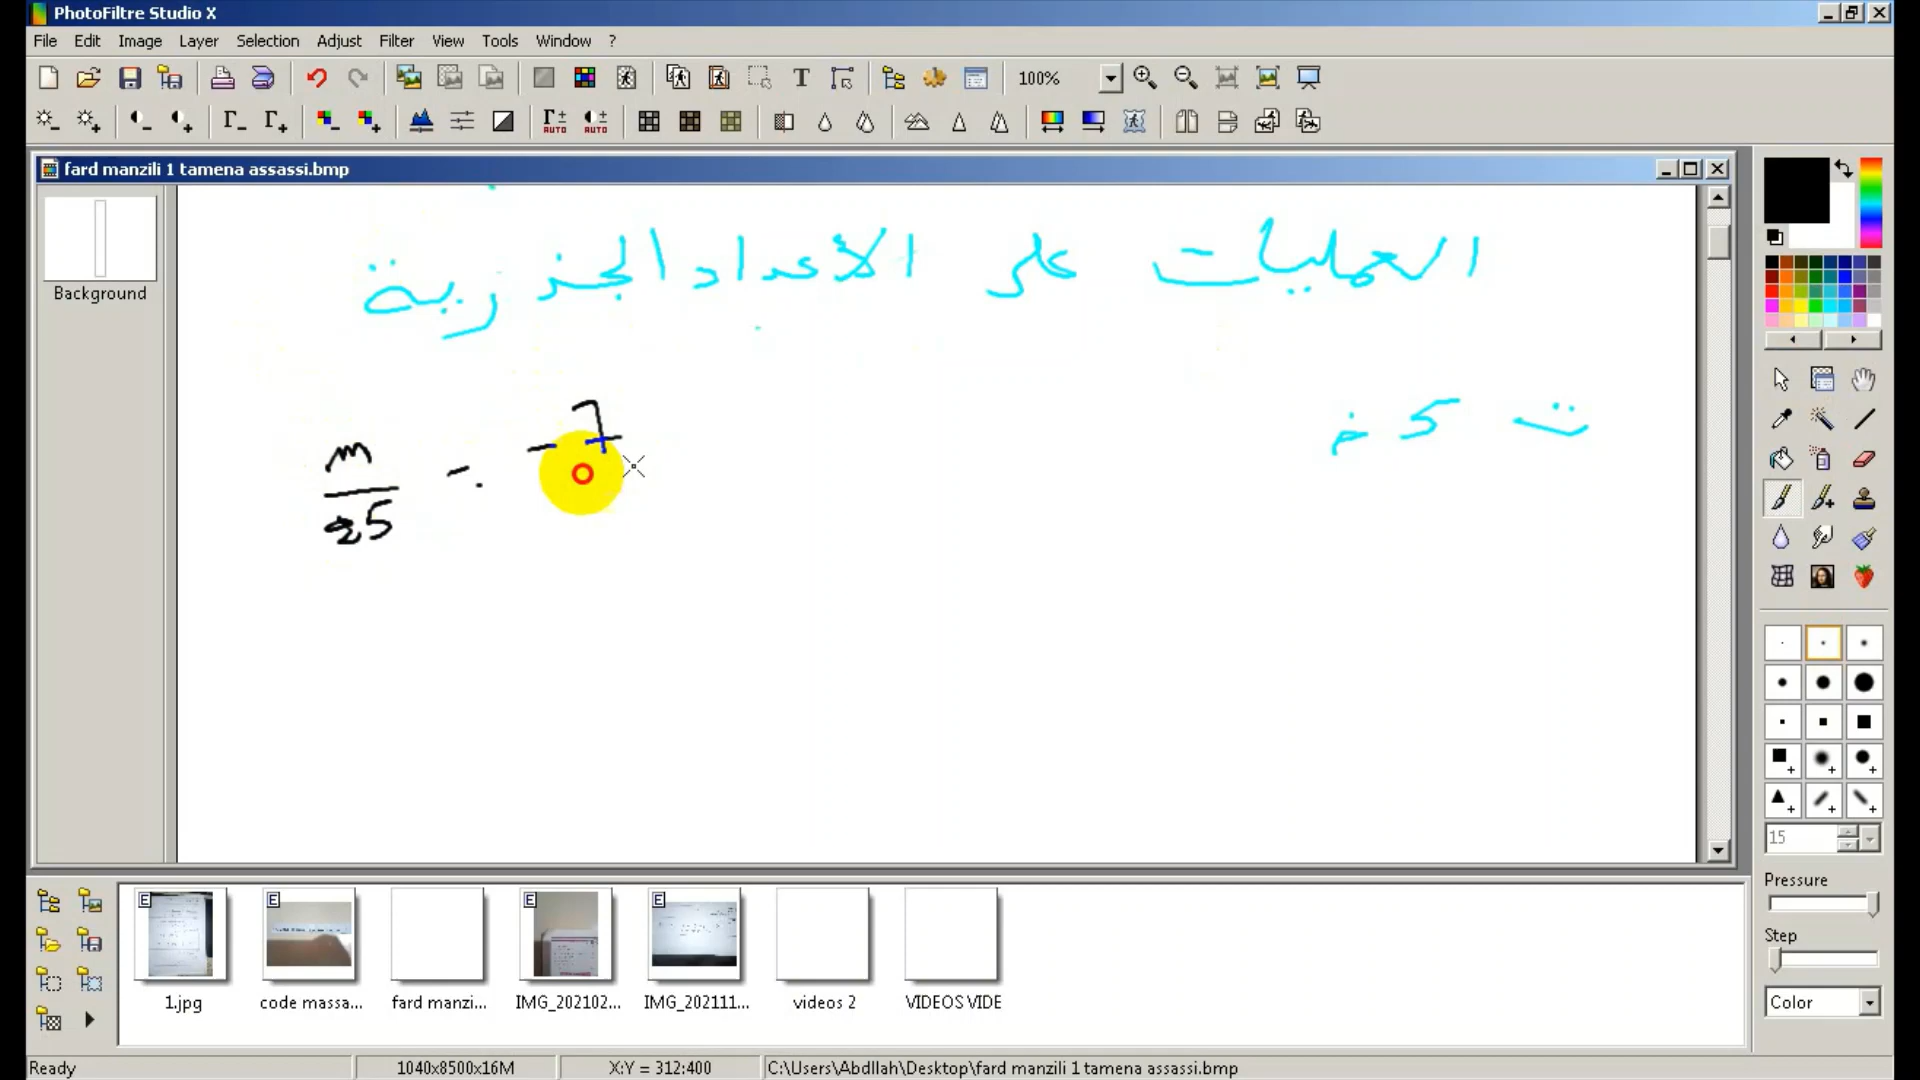 PhotoFiltre Studio X
File Edit Image Layer Selection Adjust Filter View Tools Window ?
100%
fard manzili 1 tamena assassi.bmp
Background
العمليات على الأعداد الجذرية
ت 5 م
m
25
7
15
Pressure
Step
Color
1.jpg code massa... fard manzi... IMG_202102... IMG_202111... videos 2 VIDEOS VIDE
Ready 1040x8500x16M X:Y = 312:400 C:\Users\Abdllah\Desktop\fard manzili 1 tamena assassi.bmp